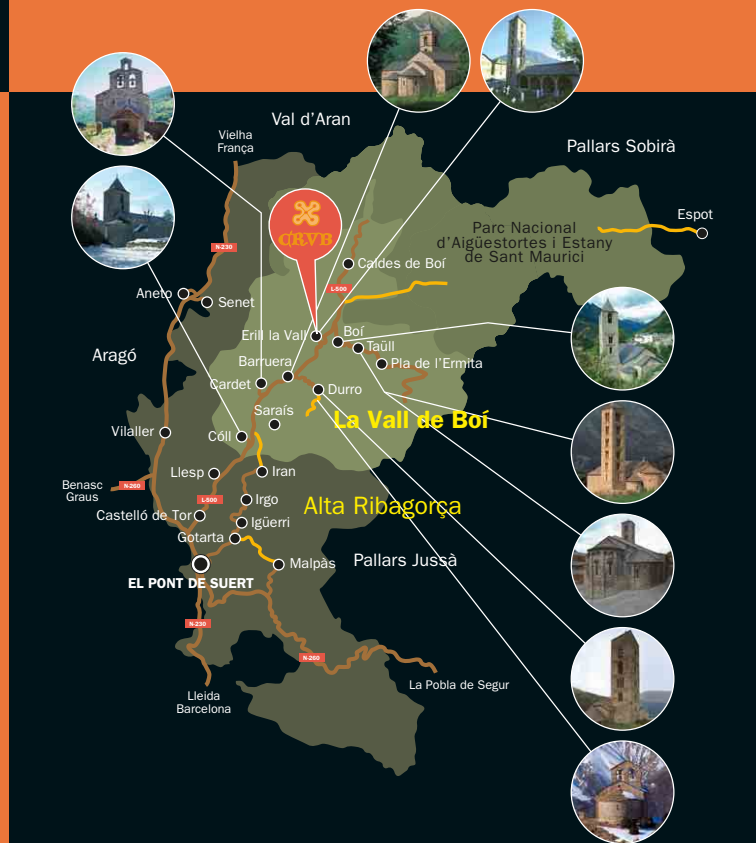 Val d'Aran
Vielha
França
Pallars Sobirà
Espot
Parc Nacional
d'Aigüestortes i Estany
de Sant Maurici
N-230
CRVB
Caldes de Boí
L-500
Aneto
Senet
Erill la Vall
Boí
Taüll
Aragó
Barruera
Pla de l'Ermita
Cardet
Durro
Saraís
La Vall de Boí
Vilaller
Cóll
Llesp
Iran
Benasc
Graus
N-260
L-500
Irgo
Alta Ribagorça
Castelló de Tor
Igüerri
Gotarta
Malpàs
Pallars Jussà
EL PONT DE SUERT
N-230
N-260
La Pobla de Segur
Lleida
Barcelona